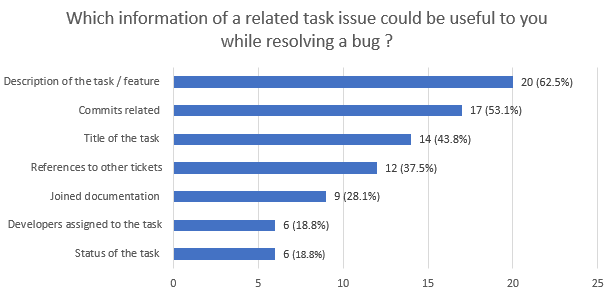 Which information of a related task issue could be useful to you
while resolving a bug ?
Description of the task / feature 20 (62.5%)
Commits related 17 (53.1%)
Title of the task 14 (43.8%)
References to other tickets 12 (37.5%)
Joined documentation 9 (28.1%)
Developers assigned to the task 6 (18.8%)
Status of the task 6 (18.8%)
0 5 10 15 20 25